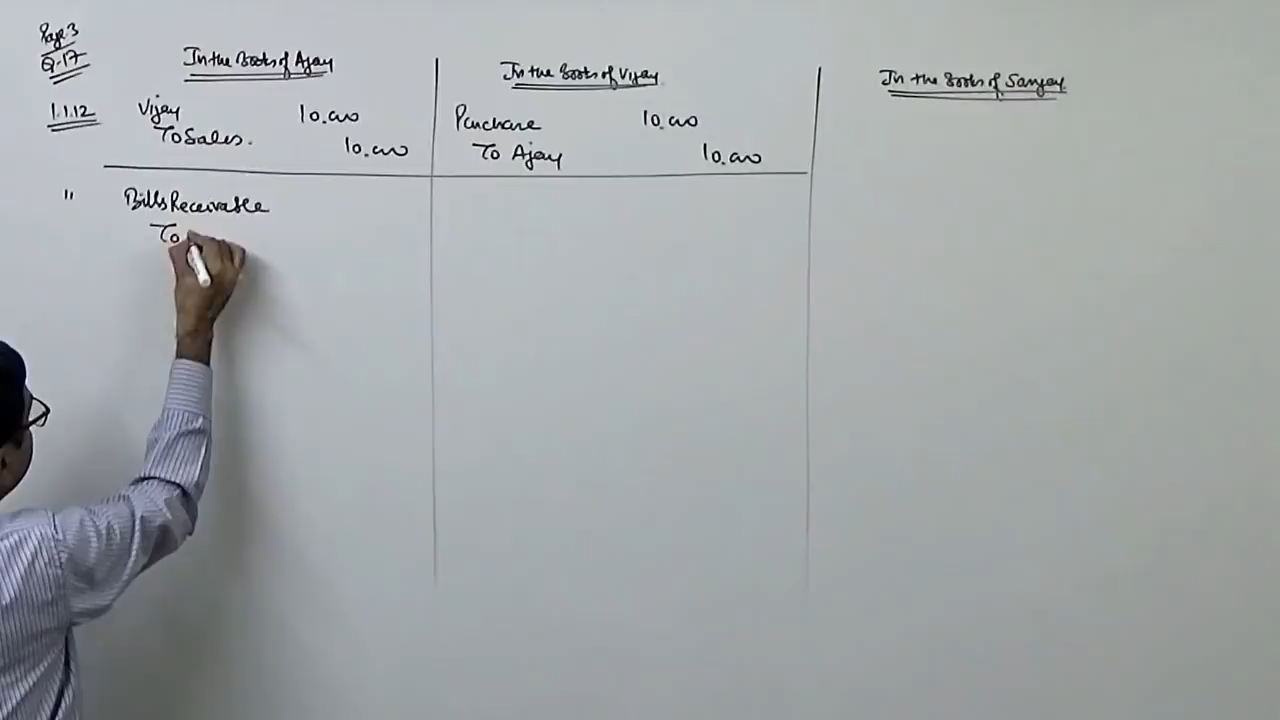 Page.3
Q.17
In the Books of Ajay
In the Books of Vijay
In the Books of Sanjay
1.1.12
Vijay 10,000
To Sales. 10,000
Purchase 10,000
To Ajay 10,000
" Bills Receivable
To